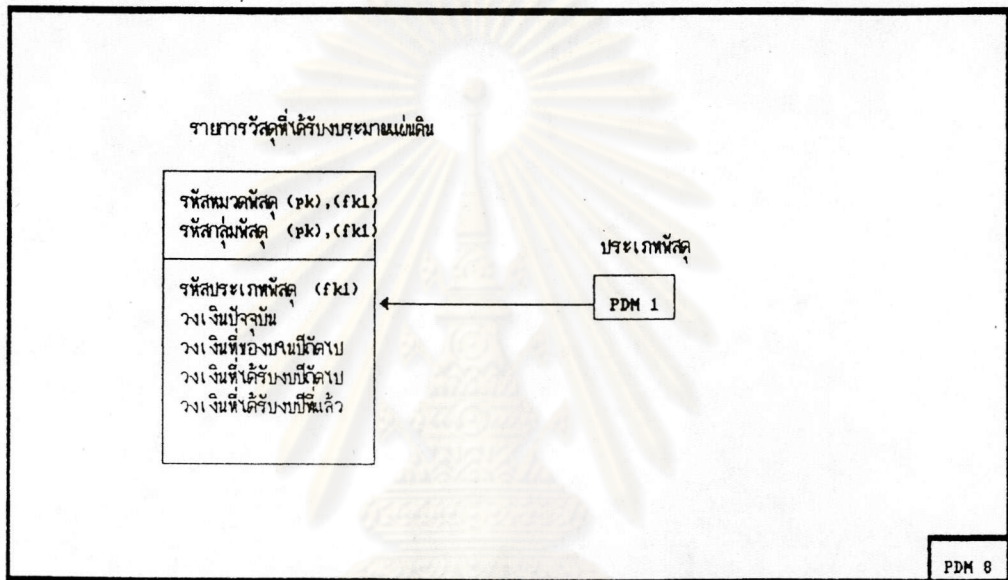 รายการวัสดุที่ได้รับงบประมาณแผ่นดิน
รหัสหมวดพัสดุ (pk),(fk1)
รหัสกลุ่มพัสดุ (pk),(fk1)
รหัสประเภทพัสดุ (fk1)
วงเงินปัจจุบัน
วงเงินที่ของบในปีถัดไป
วงเงินที่ได้รับงบปีถัดไป
วงเงินที่ได้รับงบปีที่แล้ว
ประเภทพัสดุ
PDM 1
PDM 8